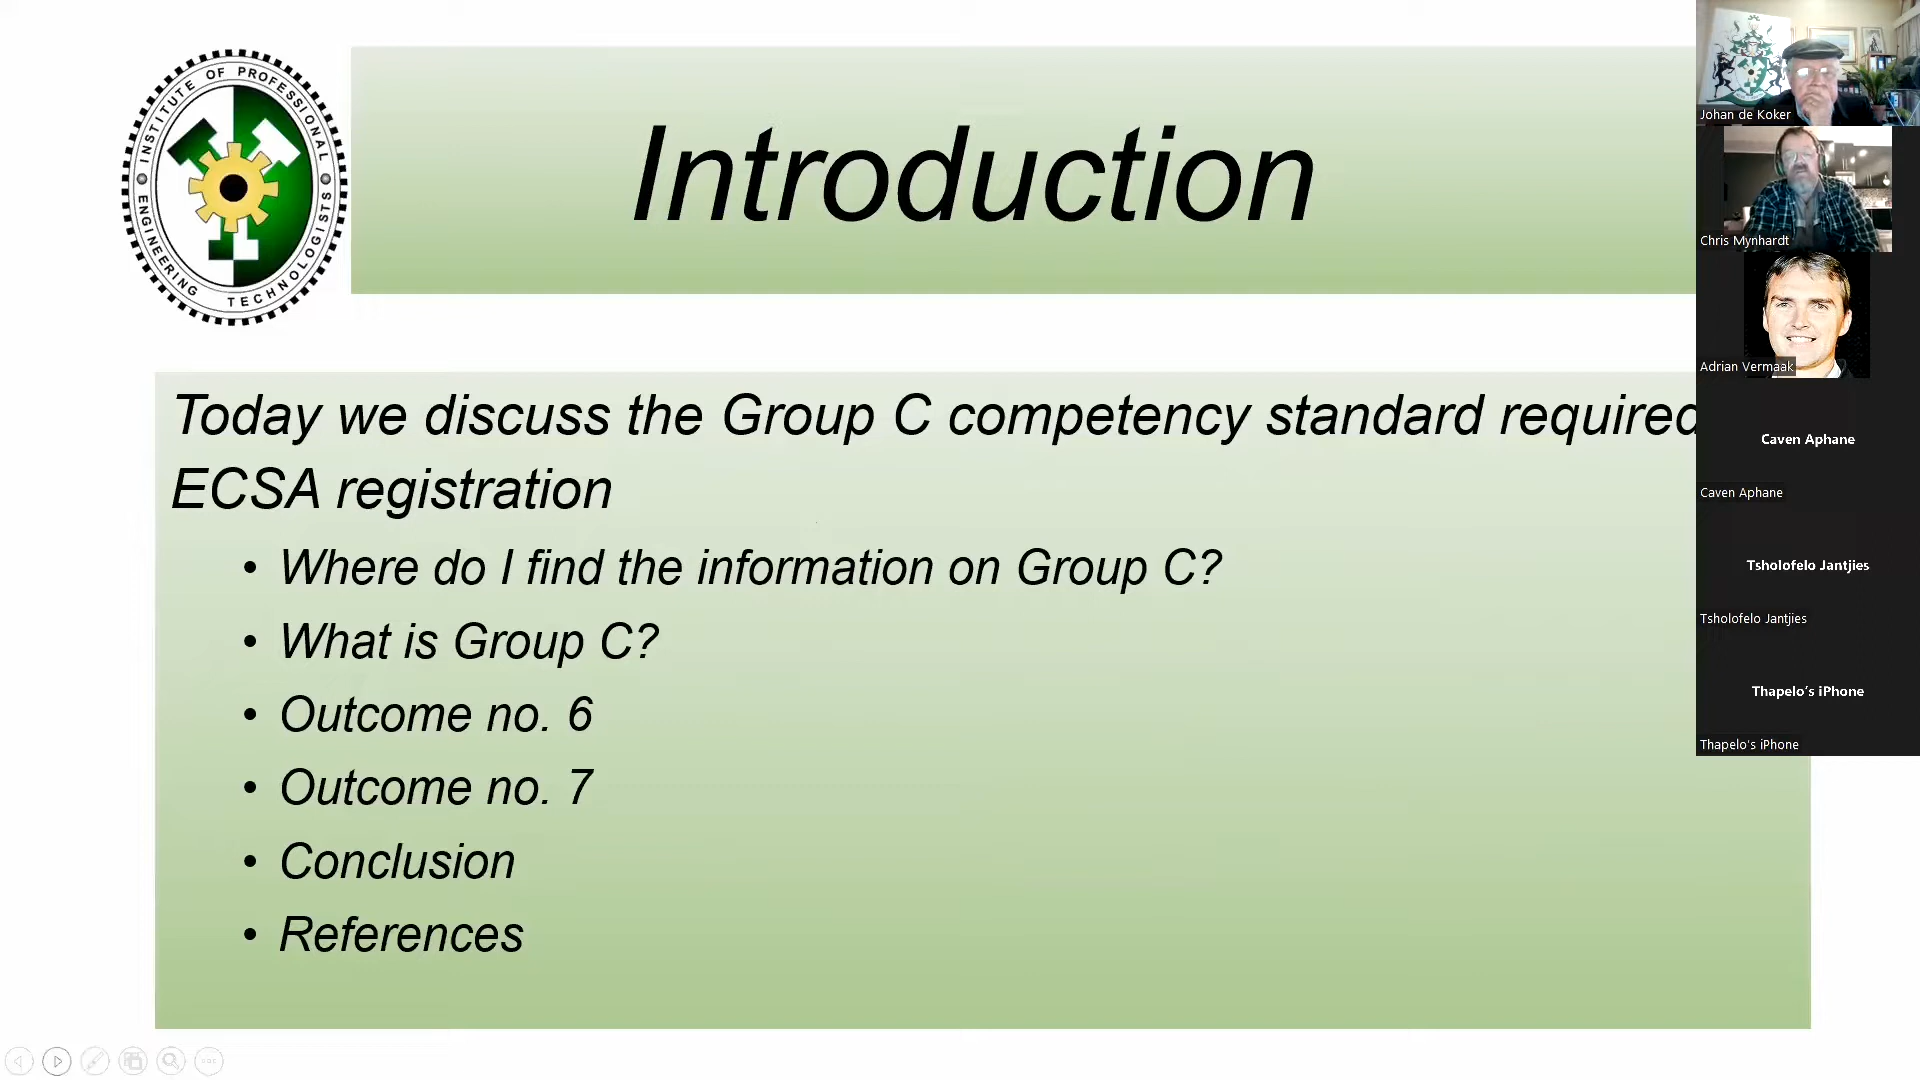 INSTITUTE OF PROFESSIONAL
ENGINEERING TECHNOLOGISTS
Introduction
Today we discuss the Group C competency standard required
ECSA registration
• Where do I find the information on Group C?
• What is Group C?
• Outcome no. 6
• Outcome no. 7
• Conclusion
• References
Johan de Koker
Chris Mynhardt
Adrian Vermaak
Caven Aphane
Caven Aphane
Tsholofelo Jantjies
Tsholofelo Jantjies
Thapelo’s iPhone
Thapelo’s iPhone